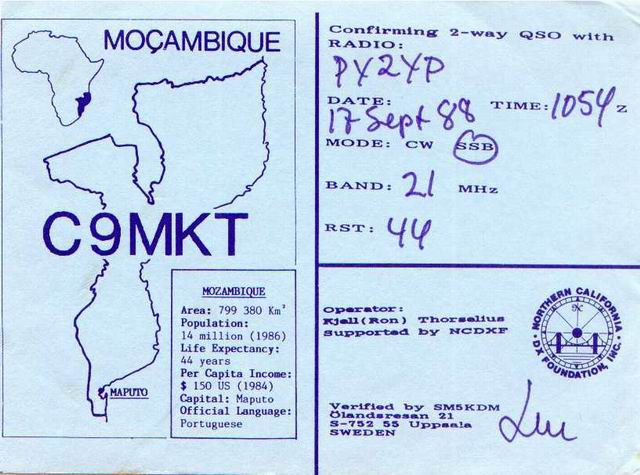 MOÇAMBIQUE
C9MKT
MOZAMBIQUE
Area: 799 380 Km²
Population:
14 million (1986)
Life Expectancy:
44 years
Per Capita Income:
$ 150 US (1984)
Capital: Maputo
Official Language:
Portuguese
MAPUTO
Confirming 2-way QSO with
RADIO:
PY2YP
DATE:
17 Sept 88
TIME: 1054 Z
MODE: CW SSB
BAND: 21 MHz
RST: 44
Operator:
Kjell(Ron) Thorselius
Supported by NCDXF
NORTHERN CALIFORNIA
DX FOUNDATION, INC.
Verified by SM5KDM
Ölandsresan 21
S-752 55 Uppsala
SWEDEN